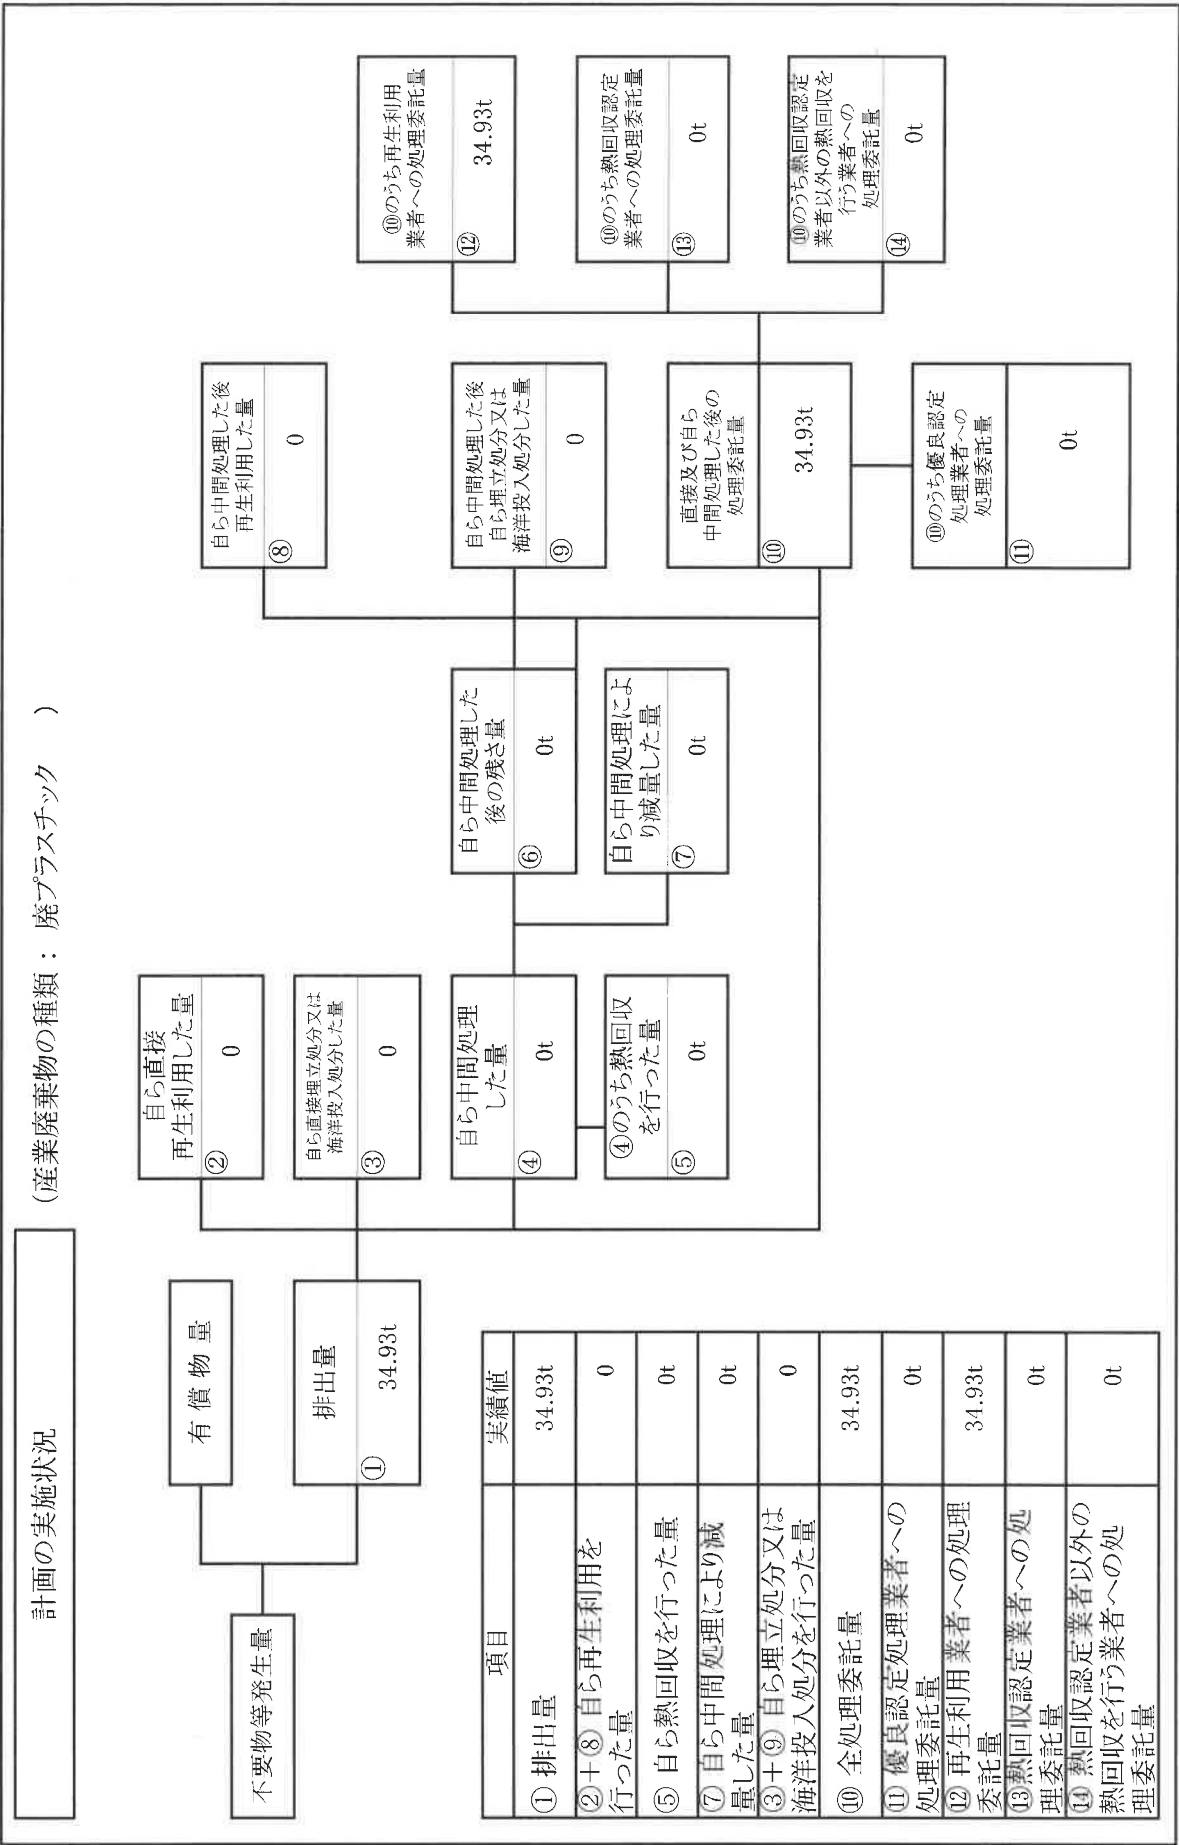 計画の実施状況
(産業廃棄物の種類： 廃プラスチック )
不要物等発生量
有 償 物 量
排出量
①
34.93t
自ら直接
再生利用した量
②
0
自ら直接埋立処分又は
海洋投入処分した量
③
0
自ら中間処理
した量
④
0t
④のうち熱回収
を行った量
⑤
0t
自ら中間処理した
後の残さ量
⑥
0t
自ら中間処理によ
り減量した量
⑦
0t
自ら中間処理した後
再生利用した量
⑧
0
自ら中間処理した後
自ら埋立処分又は
海洋投入処分した量
⑨
0
直接及び自ら
中間処理した後の
処理委託量
⑩
34.93t
⑩のうち優良認定
処理業者への
処理委託量
⑪
0t
⑩のうち再生利用
業者への処理委託量
⑫
34.93t
⑩のうち熱回収認定
業者への処理委託量
⑬
0t
⑩のうち熱回収認定
業者以外の熱回収を
行う業者への
処理委託量
⑭
0t
項目 実績値
① 排出量 34.93t
②＋⑧ 自ら再生利用を
行った量 0
⑤ 自ら熱回収を行った量 0t
⑦ 自ら中間処理により減
量した量 0t
③＋⑨ 自ら埋立処分又は
海洋投入処分を行った量 0
⑩ 全処理委託量 34.93t
⑪ 優良認定処理業者への
処理委託量 0t
⑫ 再生利用業者への処理
委託量 34.93t
⑬熱回収認定業者への処
理委託量 0t
⑭ 熱回収認定業者以外の
熱回収を行う業者への処
理委託量 0t